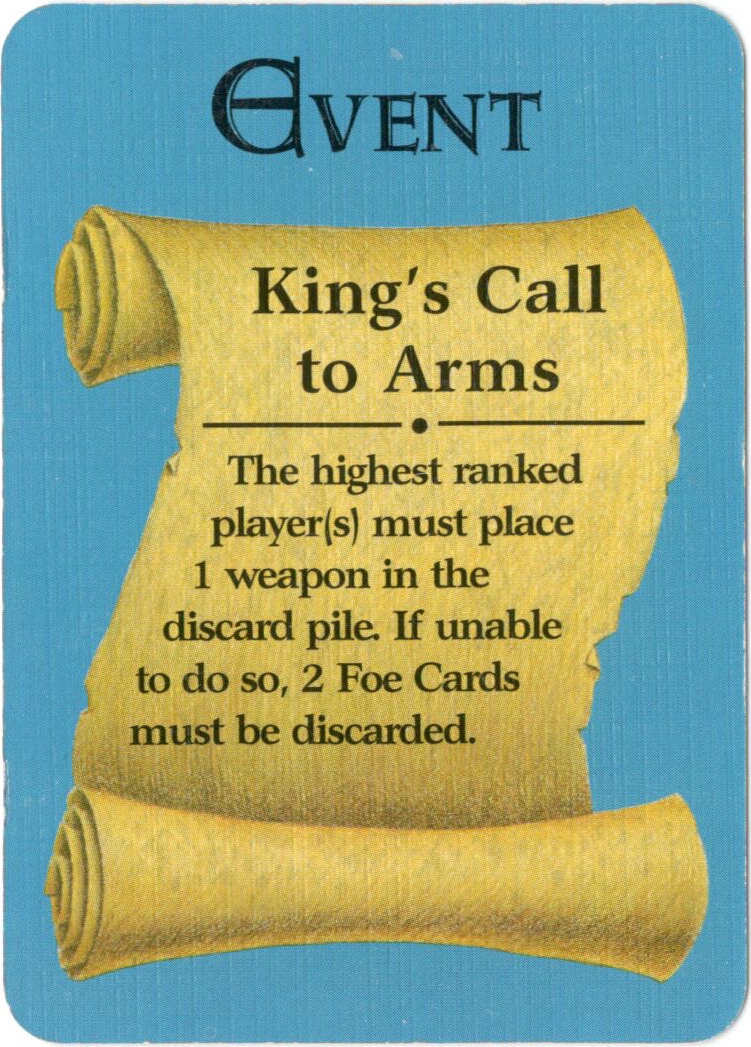 Event
King's Call
to Arms
The highest ranked
player(s) must place
1 weapon in the
discard pile. If unable
to do so, 2 Foe Cards
must be discarded.